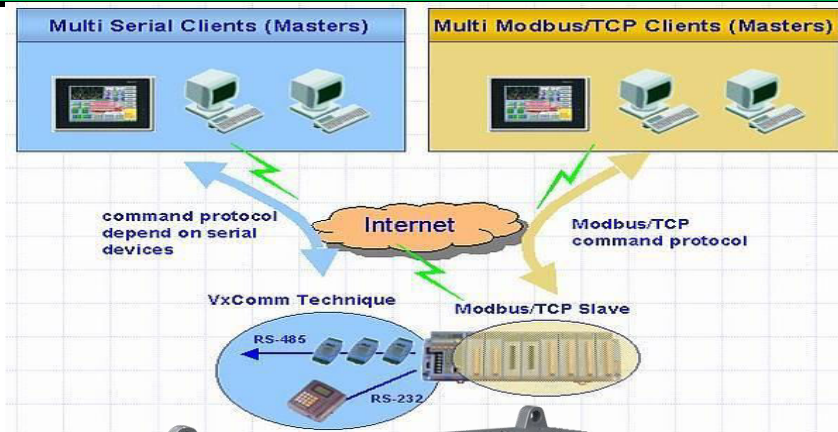 Multi Serial Clients (Masters)
Multi Modbus/TCP Clients (Masters)
command protocol
depend on serial
devices
Internet
Modbus/TCP
command protocol
VxComm Technique
Modbus/TCP Slave
RS-485
RS-232